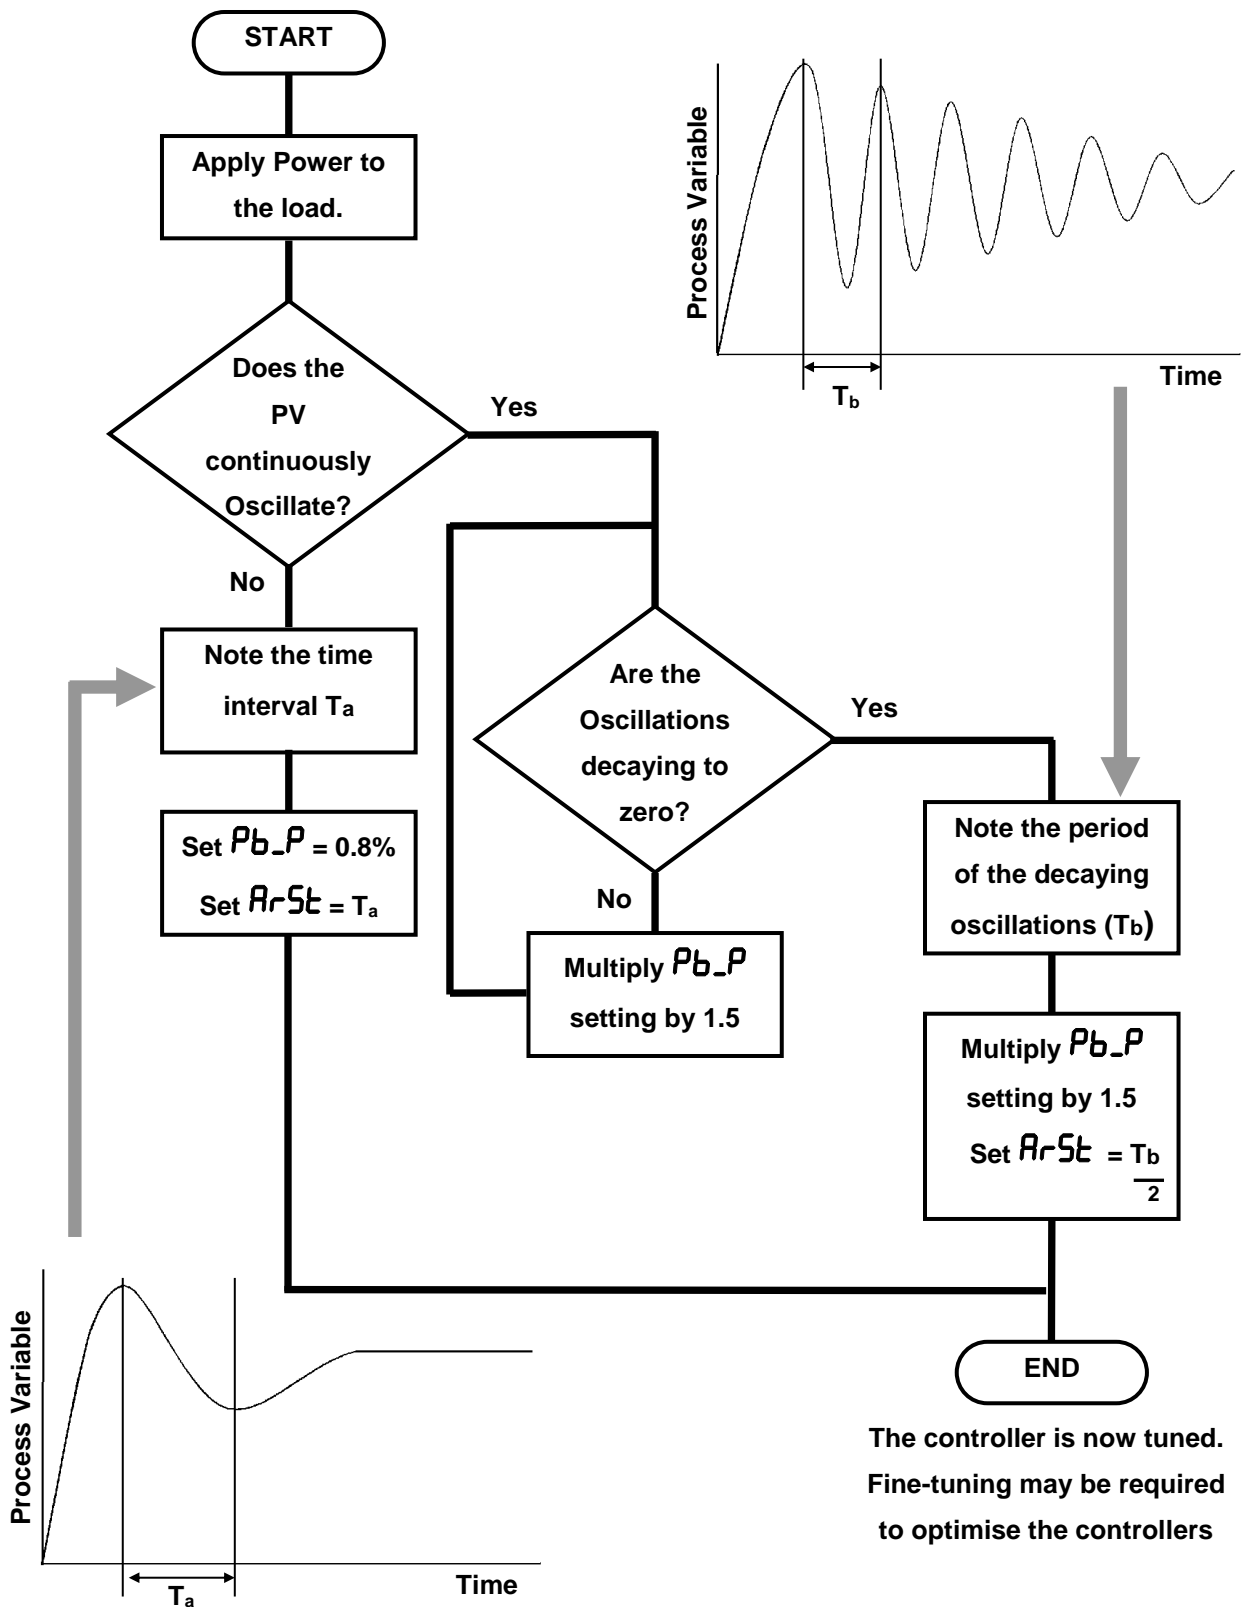 START
Apply Power to
the load.
Does the
PV
continuously
Oscillate?
Yes
No
Note the time
interval Ta
Set Pb_P = 0.8%
Set ArSt = Ta
Process Variable
Time
Ta
Are the
Oscillations
decaying to
zero?
Yes
No
Multiply Pb_P
setting by 1.5
Process Variable
Time
Tb
Note the period
of the decaying
oscillations (Tb)
Multiply Pb_P
setting by 1.5
Set ArSt = Tb
2
END
The controller is now tuned.
Fine-tuning may be required
to optimise the controllers